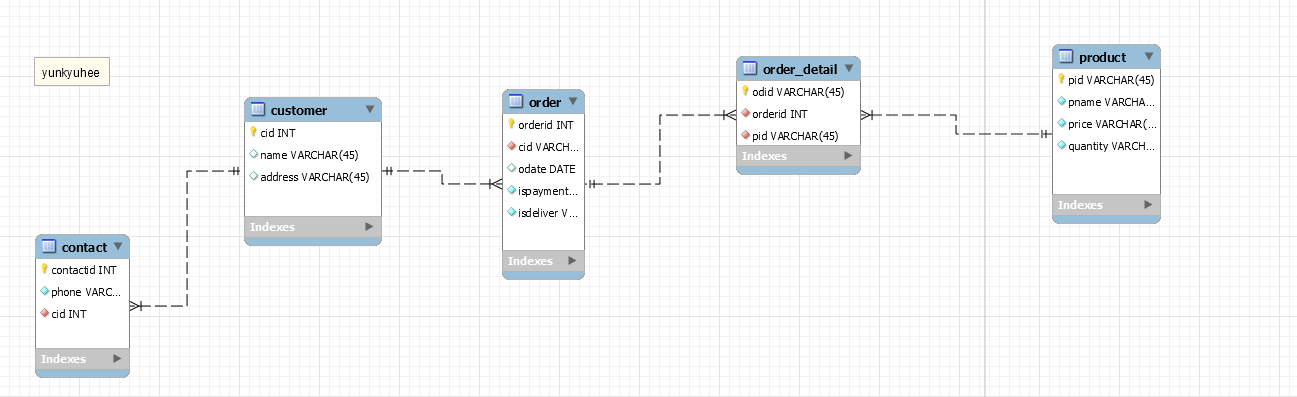 yunkyuhee
contact
contactid INT
phone VARC...
cid INT
Indexes
customer
cid INT
name VARCHAR(45)
address VARCHAR(45)
Indexes
order
orderid INT
cid VARCH...
odate DATE
ispayment...
isdeliver V...
Indexes
order_detail
odid VARCHAR(45)
orderid INT
pid VARCHAR(45)
Indexes
product
pid VARCHAR(45)
pname VARCHA...
price VARCHAR(...
quantity VARCH...
Indexes